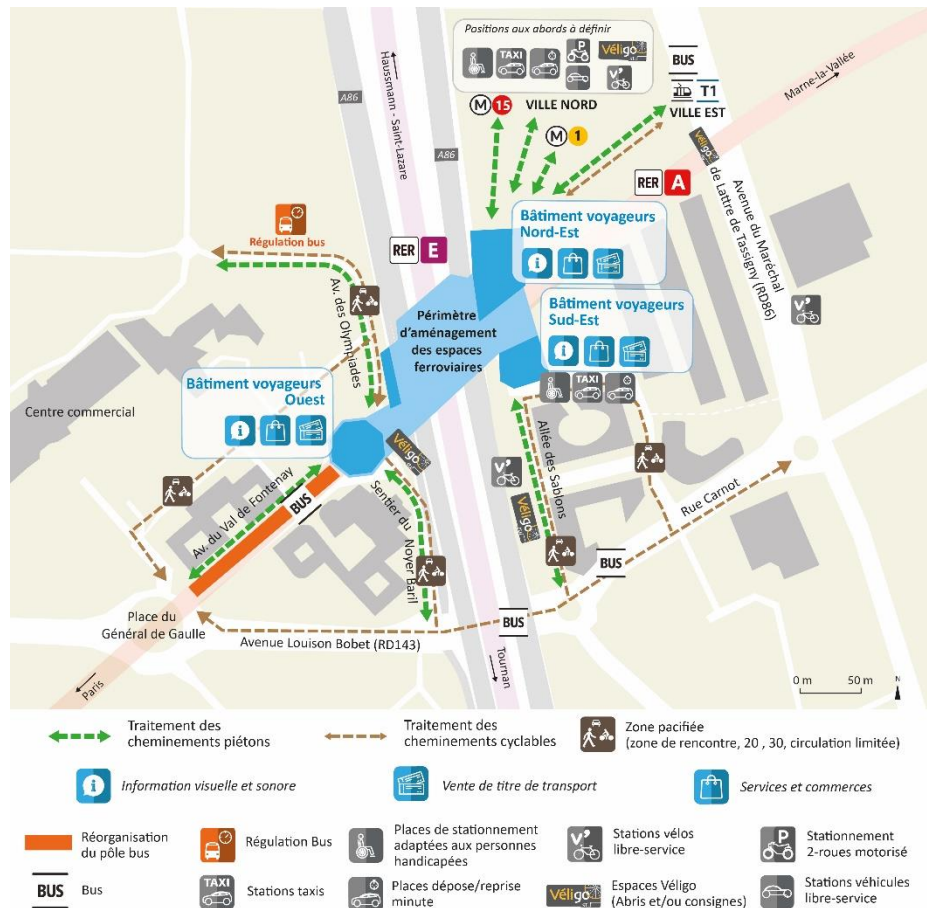 Positions aux abords à définir
TAXI
P
Véligo
V'
BUS
T1
VILLE EST
Marne-la-Vallée
Haussmann - Saint-Lazare
A86
A86
M 15
VILLE NORD
M 1
Véligo
Avenue du Maréchal
de Lattre de Tassigny (RD86)
RER A
Régulation bus
RER E
Bâtiment voyageurs
Nord-Est
Av. des Olympiades
Périmètre
d'aménagement
des espaces
ferroviaires
Bâtiment voyageurs
Sud-Est
V'
Bâtiment voyageurs
Ouest
TAXI
Centre commercial
Véligo
V'
Véligo
Allée des Sablons
Rue Carnot
Av. du Val de Fontenay
BUS
Sentier du
Noyer Baril
BUS
BUS
Place du
Général de Gaulle
Avenue Louison Bobet (RD143)
Tournan
Paris
0 m 50 m
N
Traitement des
cheminements piétons
Traitement des
cheminements cyclables
Zone pacifiée
(zone de rencontre, 20 , 30, circulation limitée)
Information visuelle et sonore
Vente de titre de transport
Services et commerces
Réorganisation
du pôle bus
Régulation Bus
Places de stationnement
adaptées aux personnes
handicapées
V'
Stations vélos
libre-service
P
Stationnement
2-roues motorisé
BUS
Bus
TAXI
Stations taxis
Places dépose/reprise
minute
Véligo
Espaces Véligo
(Abris et/ou consignes)
Stations véhicules
libre-service